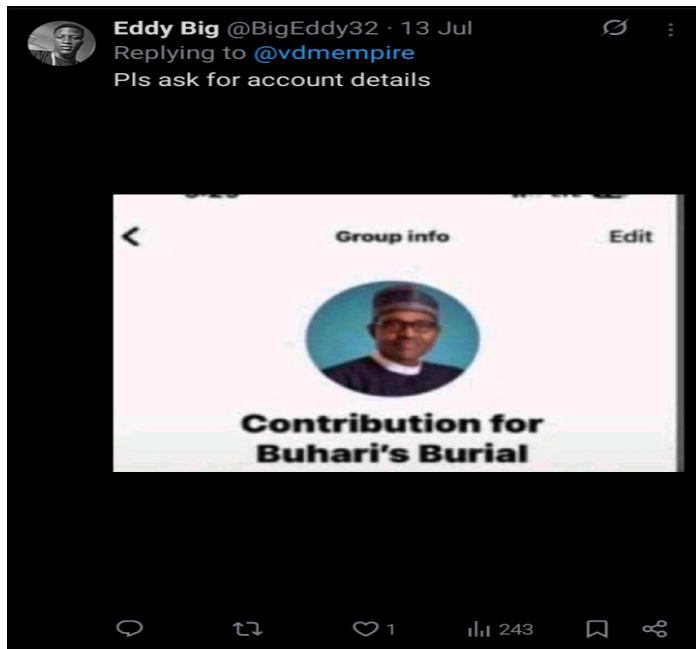 Eddy Big @BigEddy32 · 13 Jul
Replying to @vdmempire
Pls ask for account details
Group info
Edit
Contribution for
Buhari's Burial
1
243